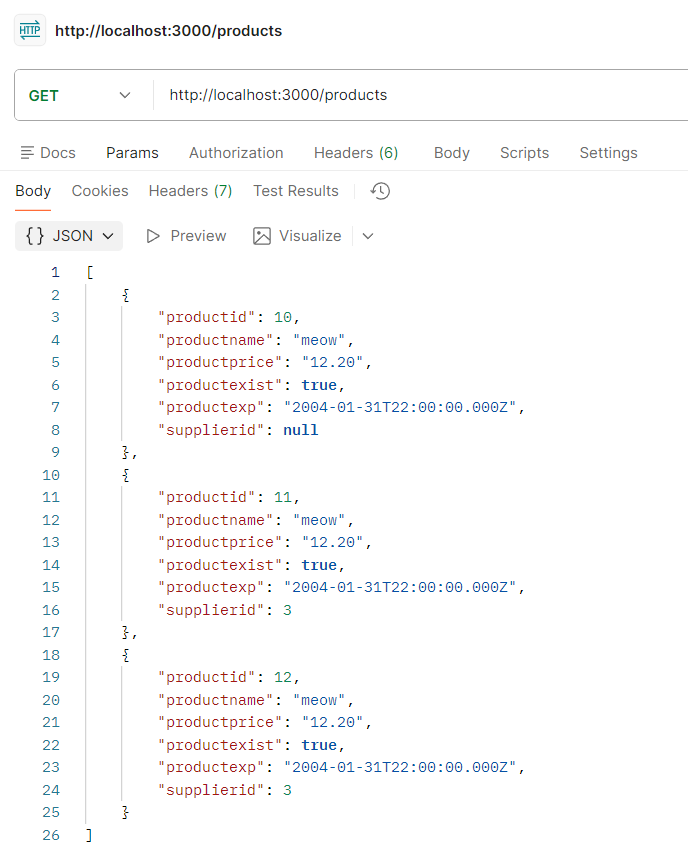 HTTP http://localhost:3000/products
GET http://localhost:3000/products
Docs Params Authorization Headers (6) Body Scripts Settings
Body Cookies Headers (7) Test Results
{} JSON Preview Visualize
1 [
2 {
3 "productid": 10,
4 "productname": "meow",
5 "productprice": "12.20",
6 "productexist": true,
7 "productexp": "2004-01-31T22:00:00.000Z",
8 "supplierid": null
9 },
10 {
11 "productid": 11,
12 "productname": "meow",
13 "productprice": "12.20",
14 "productexist": true,
15 "productexp": "2004-01-31T22:00:00.000Z",
16 "supplierid": 3
17 },
18 {
19 "productid": 12,
20 "productname": "meow",
21 "productprice": "12.20",
22 "productexist": true,
23 "productexp": "2004-01-31T22:00:00.000Z",
24 "supplierid": 3
25 }
26 ]